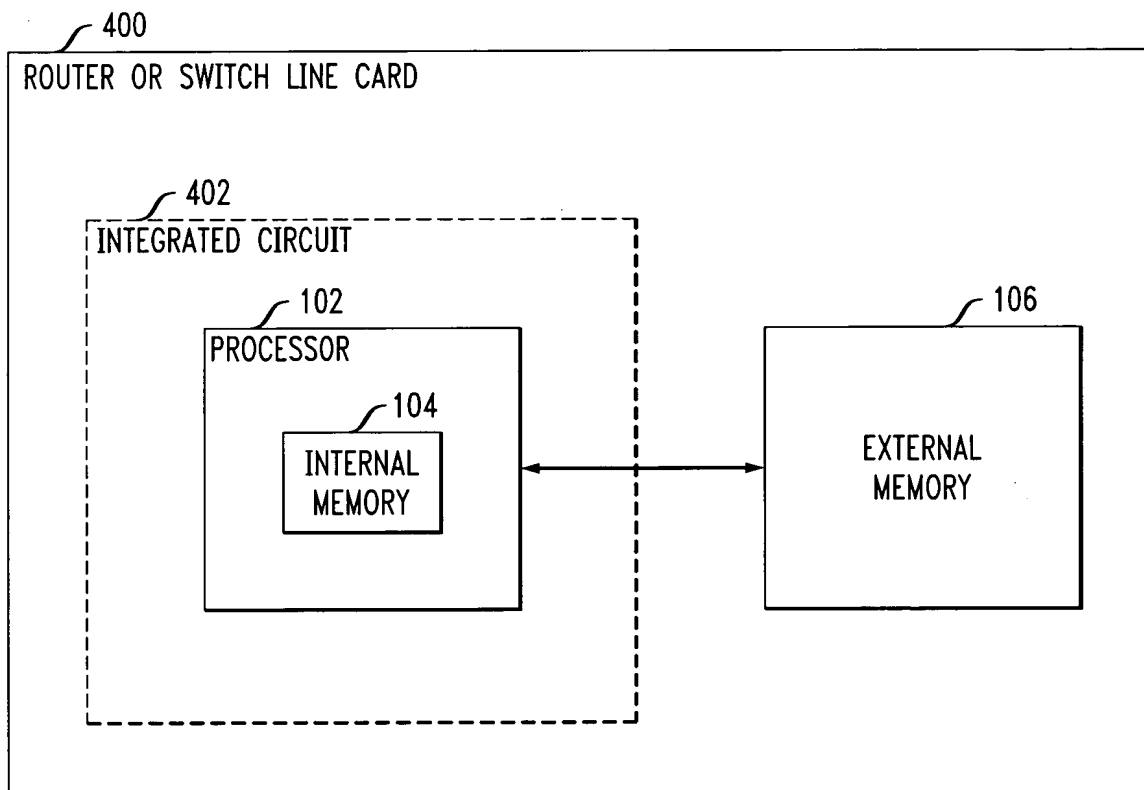 400
ROUTER OR SWITCH LINE CARD
402
INTEGRATED CIRCUIT
102
PROCESSOR
104
INTERNAL
MEMORY
106
EXTERNAL
MEMORY